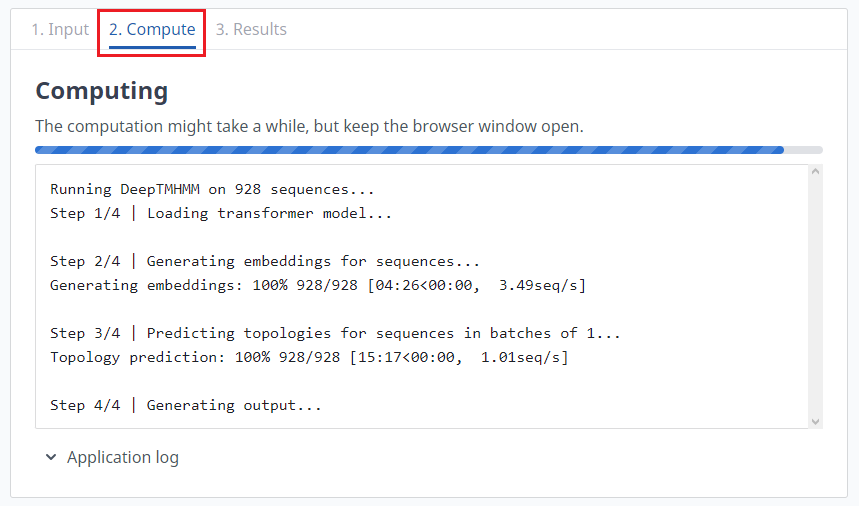 1. Input 2. Compute 3. Results
Computing
The computation might take a while, but keep the browser window open.
Running DeepTMHMM on 928 sequences...
Step 1/4 | Loading transformer model...
Step 2/4 | Generating embeddings for sequences...
Generating embeddings: 100% 928/928 [04:26<00:00,  3.49seq/s]
Step 3/4 | Predicting topologies for sequences in batches of 1...
Topology prediction: 100% 928/928 [15:17<00:00,  1.01seq/s]
Step 4/4 | Generating output...
Application log